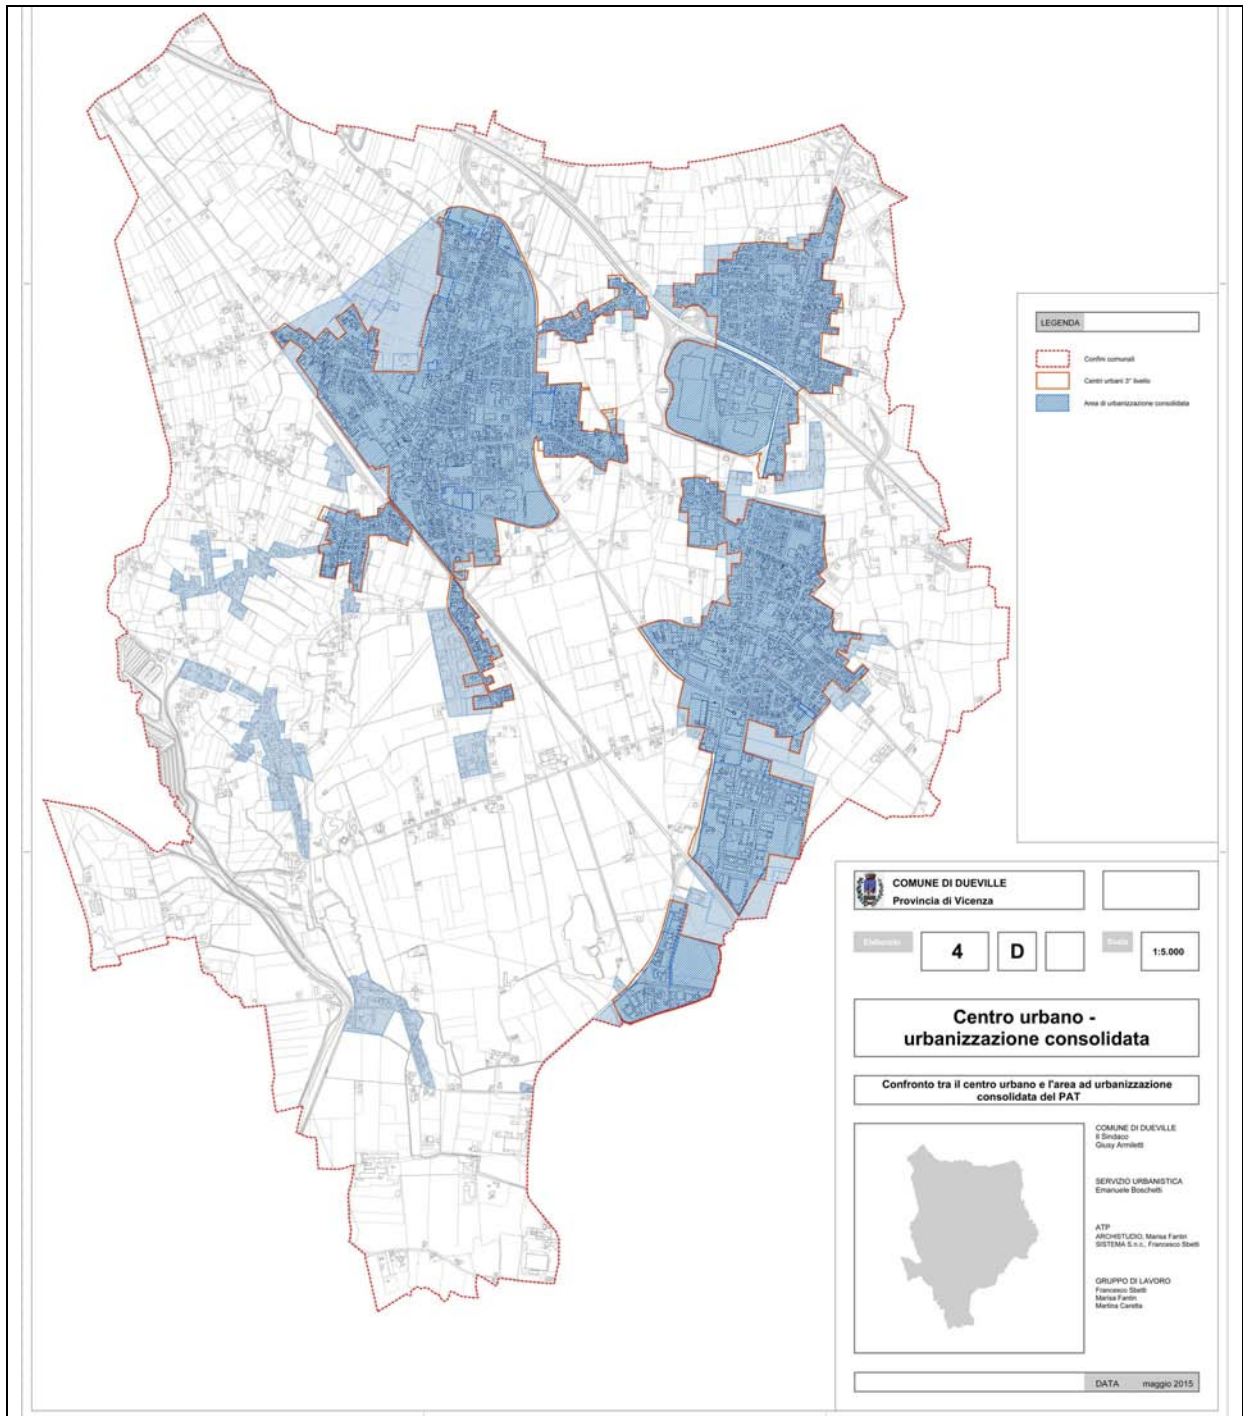 LEGENDA
Confini comunali
Centri urbani 3° livello
Area di urbanizzazione consolidata
COMUNE DI DUEVILLE
Provincia di Vicenza
Elaborato
4
D
Scala
1:5.000
Centro urbano -
urbanizzazione consolidata
Confronto tra il centro urbano e l'area ad urbanizzazione
consolidata del PAT
COMUNE DI DUEVILLE
Il Sindaco
Giusy Armiletti
SERVIZIO URBANISTICA
Emanuele Boschetti
ATP
ARCHISTUDIO, Marisa Fantin
SISTEMA S.n.c., Francesco Sbetti
GRUPPO DI LAVORO
Francesco Sbetti
Marisa Fantin
Martina Caretta
DATA maggio 2015